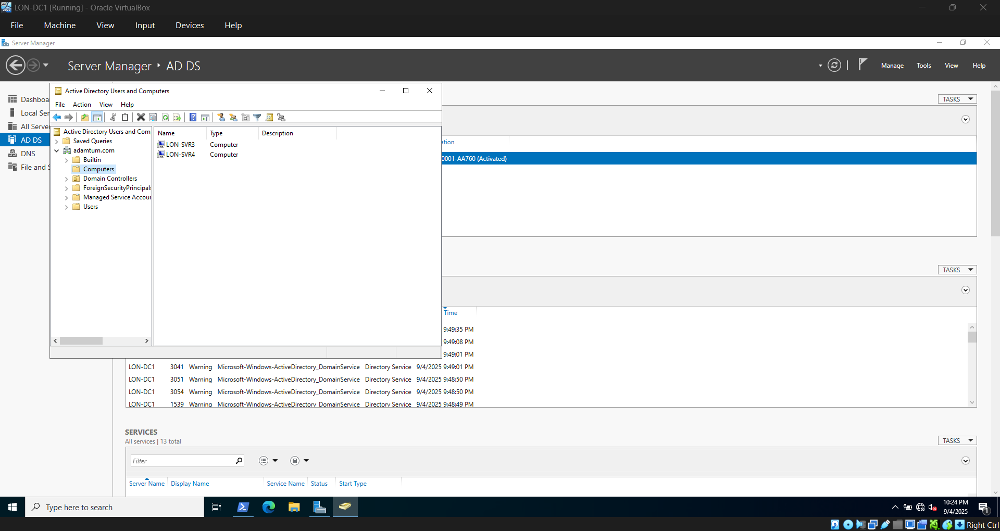 LON-DC1 [Running] - Oracle VirtualBox
File Machine View Input Devices Help
Server Manager
Server Manager AD DS
Manage Tools View Help
Dashboa
Local Ser
All Server
AD DS
DNS
File and S
Active Directory Users and Computers
File Action View Help
Active Directory Users and Com
Saved Queries
adamtum.com
Builtin
Computers
Domain Controllers
ForeignSecurityPrincipals
Managed Service Accour
Users
Name Type Description
LON-SVR3 Computer
LON-SVR4 Computer
TASKS
ation
0001-AA760 (Activated)
TASKS
Time
9:49:35 PM
9:49:08 PM
9:49:01 PM
LON-DC1 3041 Warning Microsoft-Windows-ActiveDirectory_DomainService Directory Service 9/4/2025 9:49:01 PM
LON-DC1 3051 Warning Microsoft-Windows-ActiveDirectory_DomainService Directory Service 9/4/2025 9:48:50 PM
LON-DC1 3054 Warning Microsoft-Windows-ActiveDirectory_DomainService Directory Service 9/4/2025 9:48:50 PM
LON-DC1 1539 Warning Microsoft-Windows-ActiveDirectory_DomainService Directory Service 9/4/2025 9:48:49 PM
SERVICES
All services | 13 total
TASKS
Filter
Server Name Display Name Service Name Status Start Type
Type here to search
10:24 PM
9/4/2025
1
Right Ctrl